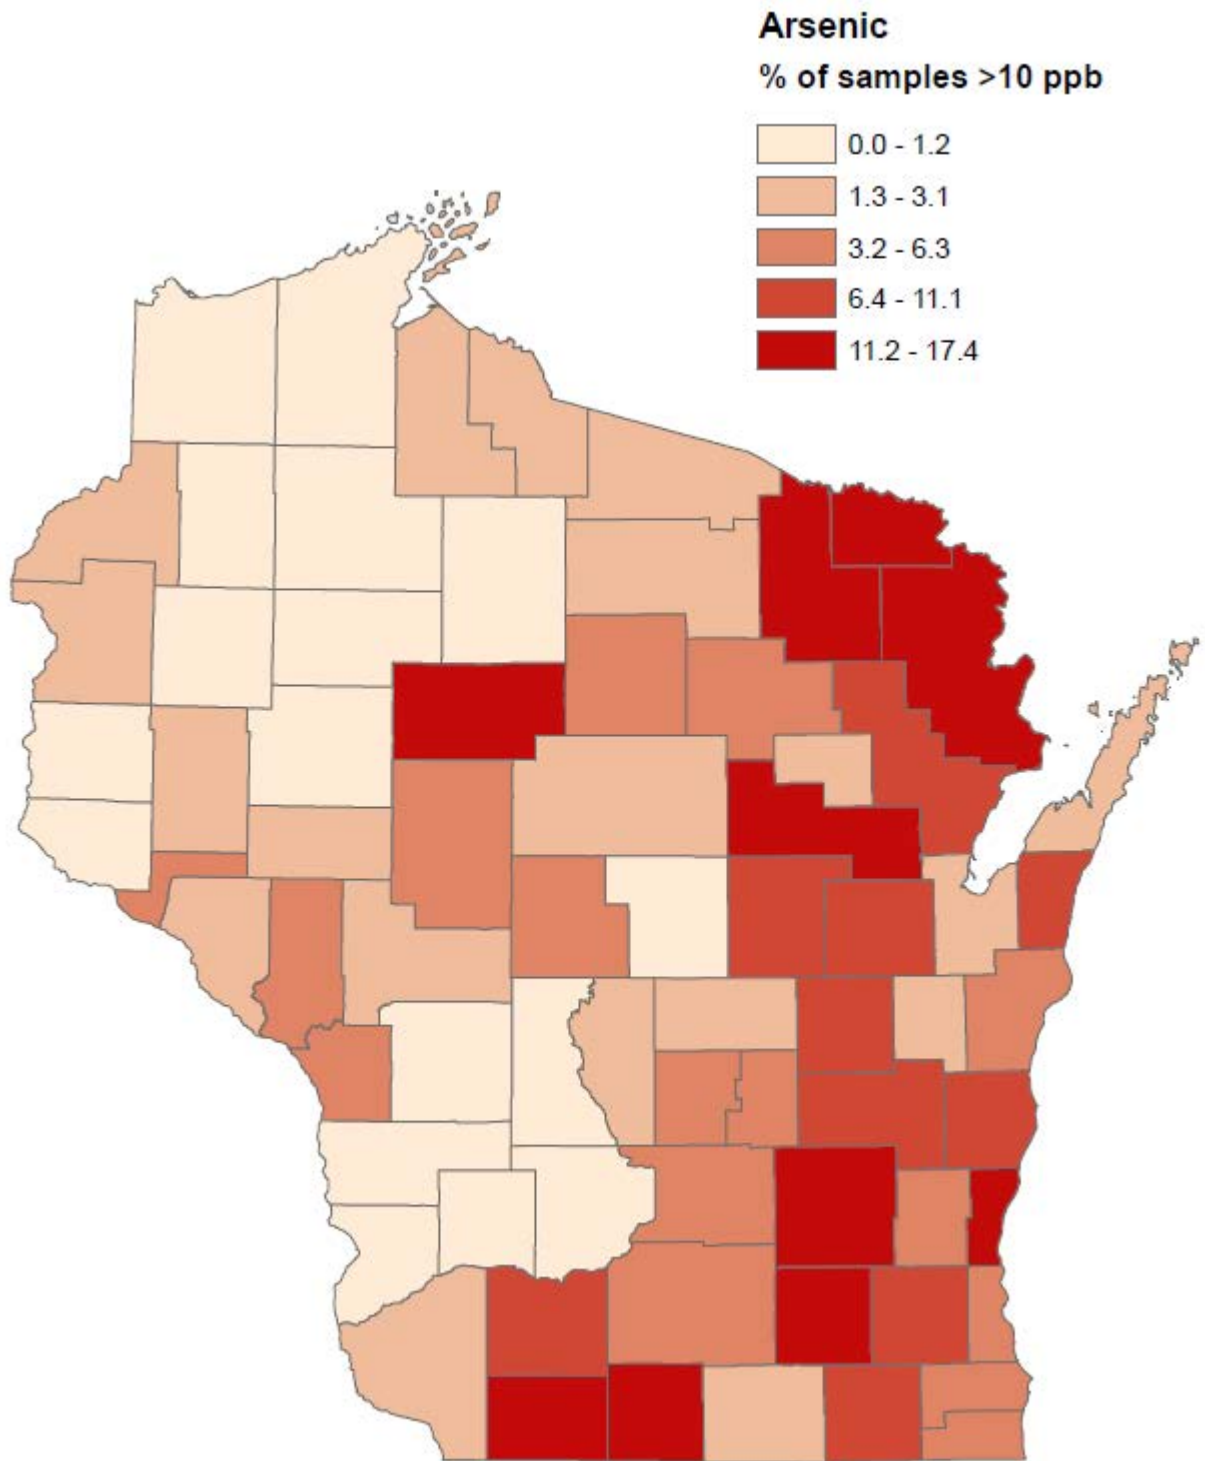 Arsenic
% of samples >10 ppb
0.0 - 1.2
1.3 - 3.1
3.2 - 6.3
6.4 - 11.1
11.2 - 17.4